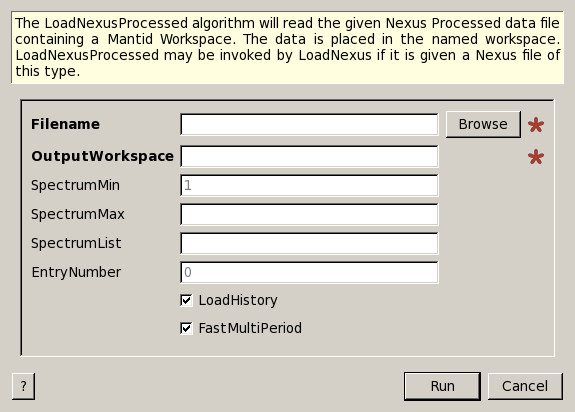 The LoadNexusProcessed algorithm will read the given Nexus Processed data file
containing a Mantid Workspace. The data is placed in the named workspace.
LoadNexusProcessed may be invoked by LoadNexus if it is given a Nexus file of
this type.
Filename Browse *
OutputWorkspace *
SpectrumMin 1
SpectrumMax
SpectrumList
EntryNumber 0
LoadHistory
FastMultiPeriod
? Run Cancel